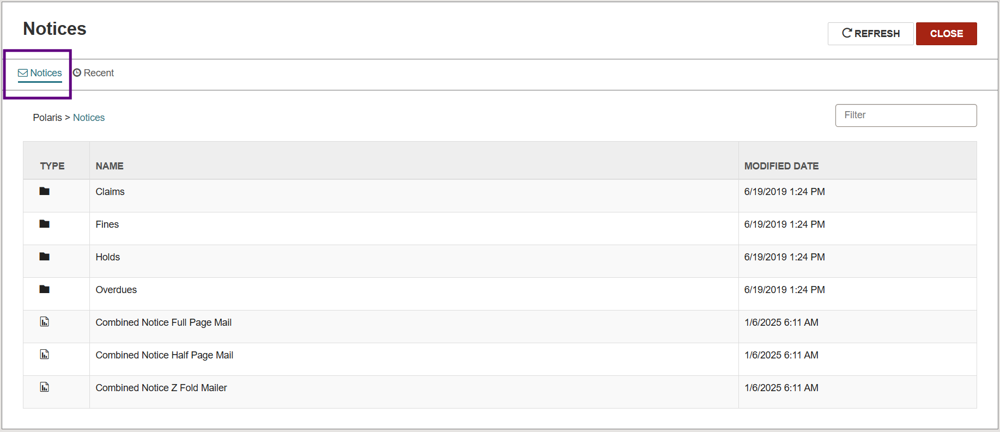 Notices
REFRESH
CLOSE
Notices
Recent
Polaris > Notices
Filter
TYPE NAME MODIFIED DATE
Claims 6/19/2019 1:24 PM
Fines 6/19/2019 1:24 PM
Holds 6/19/2019 1:24 PM
Overdues 6/19/2019 1:24 PM
Combined Notice Full Page Mail 1/6/2025 6:11 AM
Combined Notice Half Page Mail 1/6/2025 6:11 AM
Combined Notice Z Fold Mailer 1/6/2025 6:11 AM